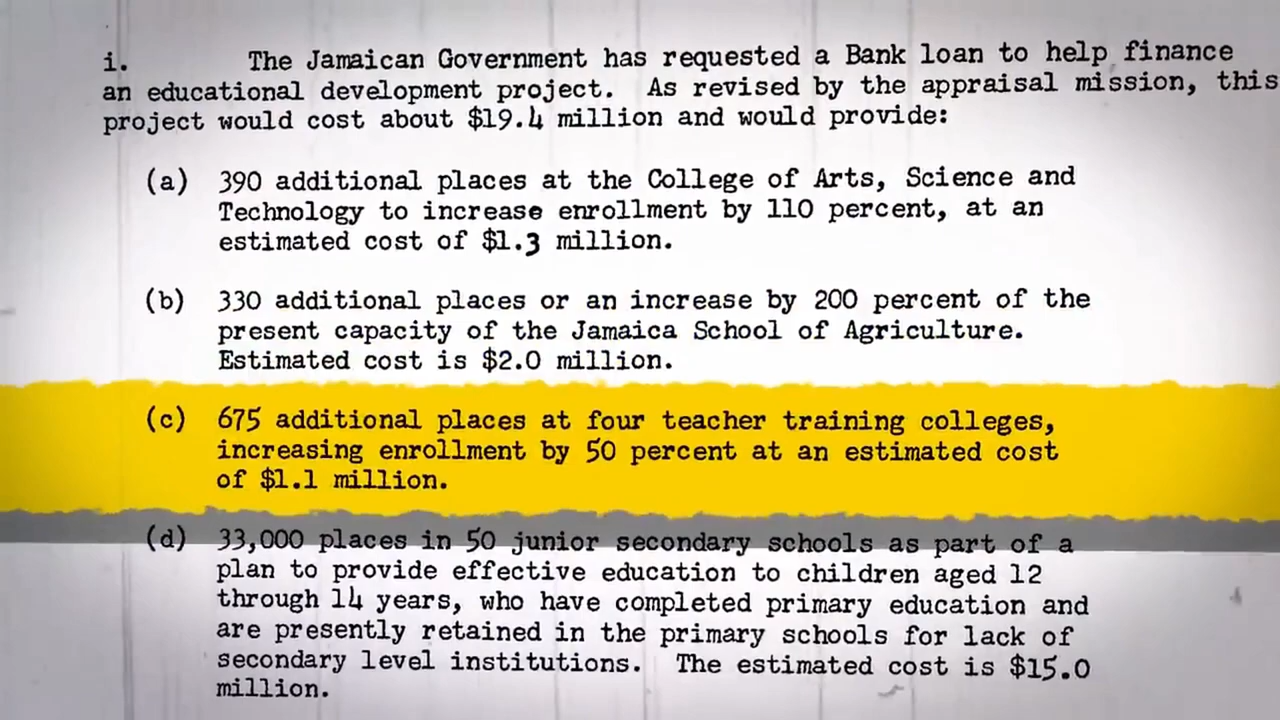 i. The Jamaican Government has requested a Bank loan to help finance
an educational development project. As revised by the appraisal mission, this
project would cost about $19.4 million and would provide:
(a) 390 additional places at the College of Arts, Science and
Technology to increase enrollment by 110 percent, at an
estimated cost of $1.3 million.
(b) 330 additional places or an increase by 200 percent of the
present capacity of the Jamaica School of Agriculture.
Estimated cost is $2.0 million.
(c) 675 additional places at four teacher training colleges,
increasing enrollment by 50 percent at an estimated cost
of $1.1 million.
(d) 33,000 places in 50 junior secondary schools as part of a
plan to provide effective education to children aged 12
through 14 years, who have completed primary education and
are presently retained in the primary schools for lack of
secondary level institutions. The estimated cost is $15.0
million.